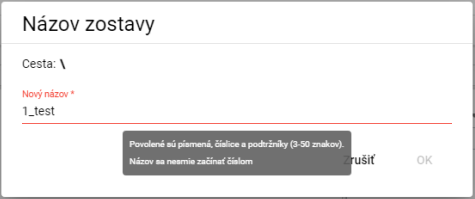 Názov zostavy
Cesta: \
Nový názov *
1_test
Povolené sú písmená, číslice a podtržníky (3-50 znakov).
Názov sa nesmie začínať číslom
Zrušiť
OK